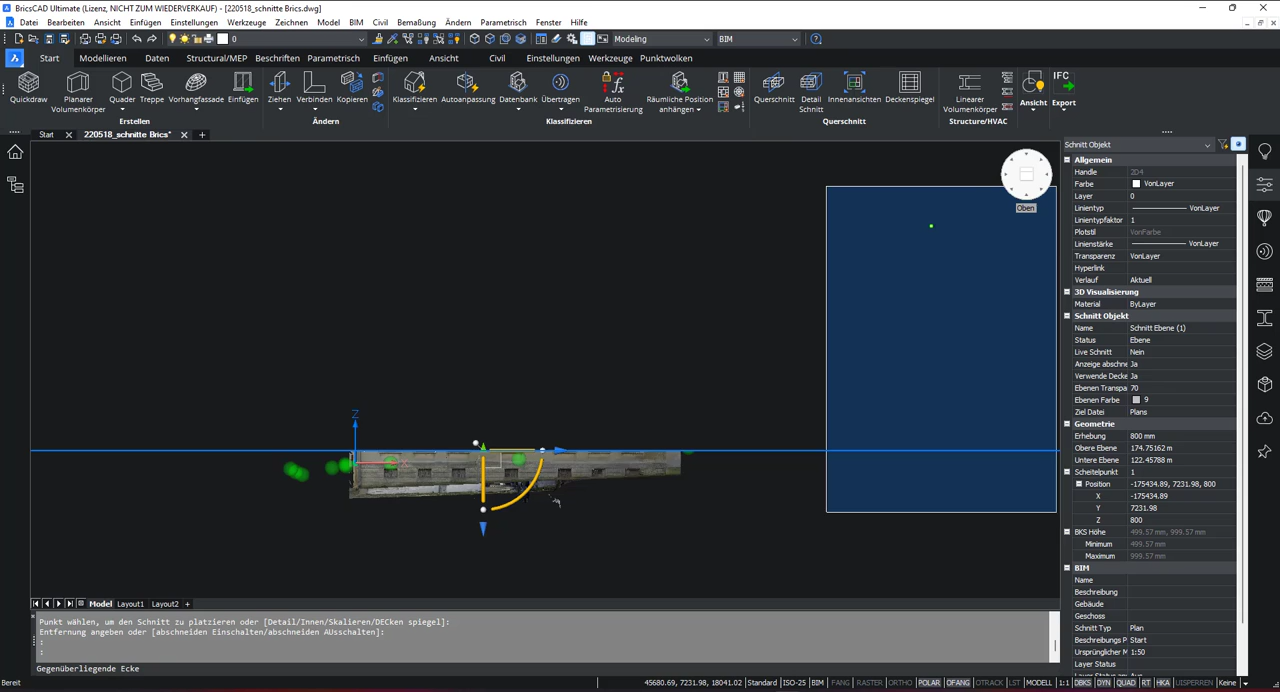 BricsCAD Ultimate (Lizenz, NICHT ZUM WIEDERVERKAUF) - [220518_schnitte Brics.dwg]
Datei Bearbeiten Ansicht Einfügen Einstellungen Werkzeuge Zeichnen Model BIM Civil Bemaßung Ändern Parametrisch Fenster Hilfe
0 Modeling BIM
Start Modellieren Daten Structural/MEP Beschriften Parametrisch Einfügen Ansicht Civil Einstellungen Werkzeuge Punktwolken
Quickdraw Planarer Volumenkörper Quader Treppe Vorhangfassade Einfügen Ziehen Verbinden Kopieren Klassifizieren Autoanpassung Datenbank Übertragen Auto Parametrisierung Räumliche Position anhängen Querschnitt Detail Schnitt Innenansichten Deckenspiegel Linearer Volumenkörper Ansicht IFC Export
Erstellen Ändern Klassifizieren Querschnitt Structure/HVAC
Start 220518_schnitte Brics*
Oben
Z
Schnitt Objekt
Allgemein
Handle 2D4
Farbe VonLayer
Layer 0
Linientyp VonLayer
Linientypfaktor 1
Plotstil VonFarbe
Linienstärke VonLayer
Transparenz VonLayer
Hyperlink
Verlauf Aktuell
3D Visualisierung
Material ByLayer
Schnitt Objekt
Name Schnitt Ebene (1)
Status Ebene
Live Schnitt Nein
Anzeige abschne Ja
Verwende Decke Ja
Ebenen Transpa 70
Ebenen Farbe 9
Ziel Datei Plans
Geometrie
Erhebung 800 mm
Obere Ebene 174.75162 m
Untere Ebene 122.45788 m
Scheitelpunkt 1
Position -175434.89, 7231.98, 800
X -175434.89
Y 7231.98
Z 800
BKS Höhe 499.57 mm, 999.57 mm
Minimum 499.57 mm
Maximum 999.57 mm
BIM
Name
Beschreibung
Gebäude
Geschoss
Schnitt Typ Plan
Beschreibungs P Start
Ursprünglicher M 1:50
Layer Status
Model Layout1 Layout2
Punkt wählen, um den Schnitt zu platzieren oder [Detail/Innen/Skalieren/DECken spiegel]:
Entfernung angeben oder [abschneiden Einschalten/abschneiden AUsschalten]:
:
:
Gegenüberliegende Ecke
Bereit 45680.69, 7231.98, 18041.02 Standard ISO-25 BIM FANG RASTER ORTHO POLAR OFANG OTRACK LST MODELL 1:1 DBKS DYN QUAD RT HKA UISPERREN Keine